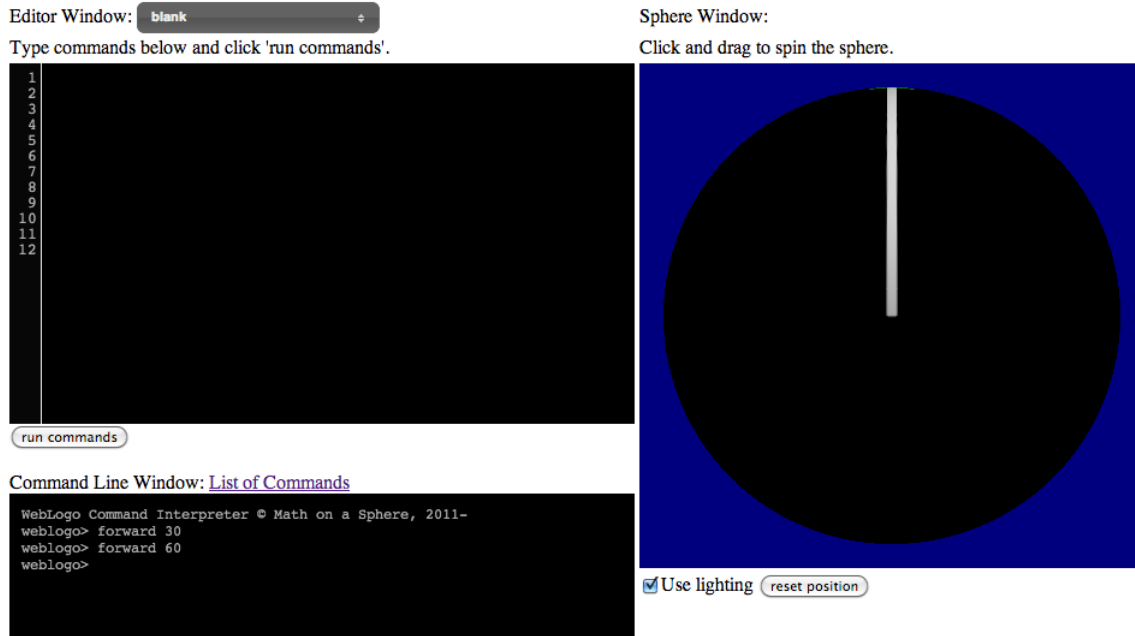 Editor Window: blank
Type commands below and click 'run commands'.
1
2
3
4
5
6
7
8
9
10
11
12
run commands
Command Line Window: List of Commands
WebLogo Command Interpreter © Math on a Sphere, 2011-
weblogo> forward 30
weblogo> forward 60
weblogo>
Sphere Window:
Click and drag to spin the sphere.
Use lighting reset position